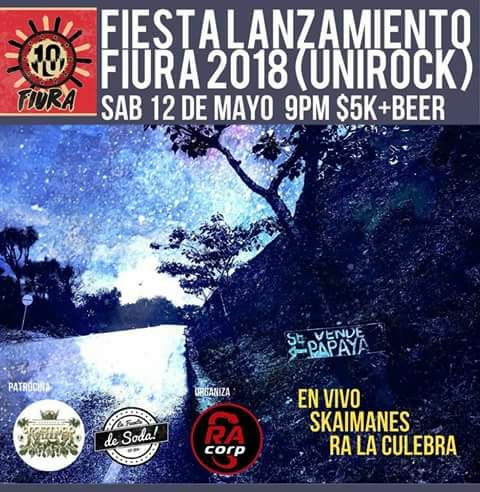 FIESTA LANZAMIENTO
10
FIURA
FIURA 2018 (UNIROCK)
SAB 12 DE MAYO 9PM $5K+BEER
SE VENDE
PAPAYA
PATROCINA
ORGANIZA
de Soda!
RA
corp
EN VIVO
SKAIMANES
RA LA CULEBRA